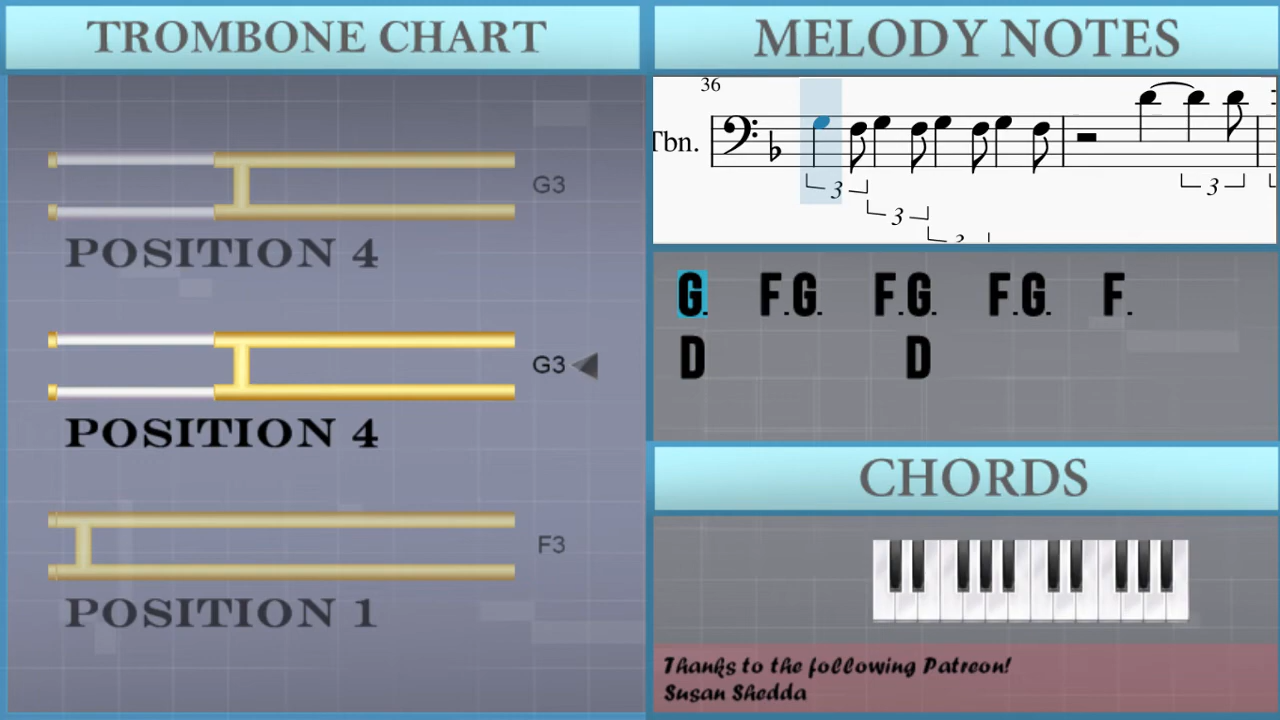 TROMBONE CHART
G3
POSITION 4
G3
POSITION 4
F3
POSITION 1
MELODY NOTES
36
Tbn.
3
3
3
3
G. F.G. F.G. F.G. F.
D D
CHORDS
Thanks to the following Patreon!
Susan Shedda